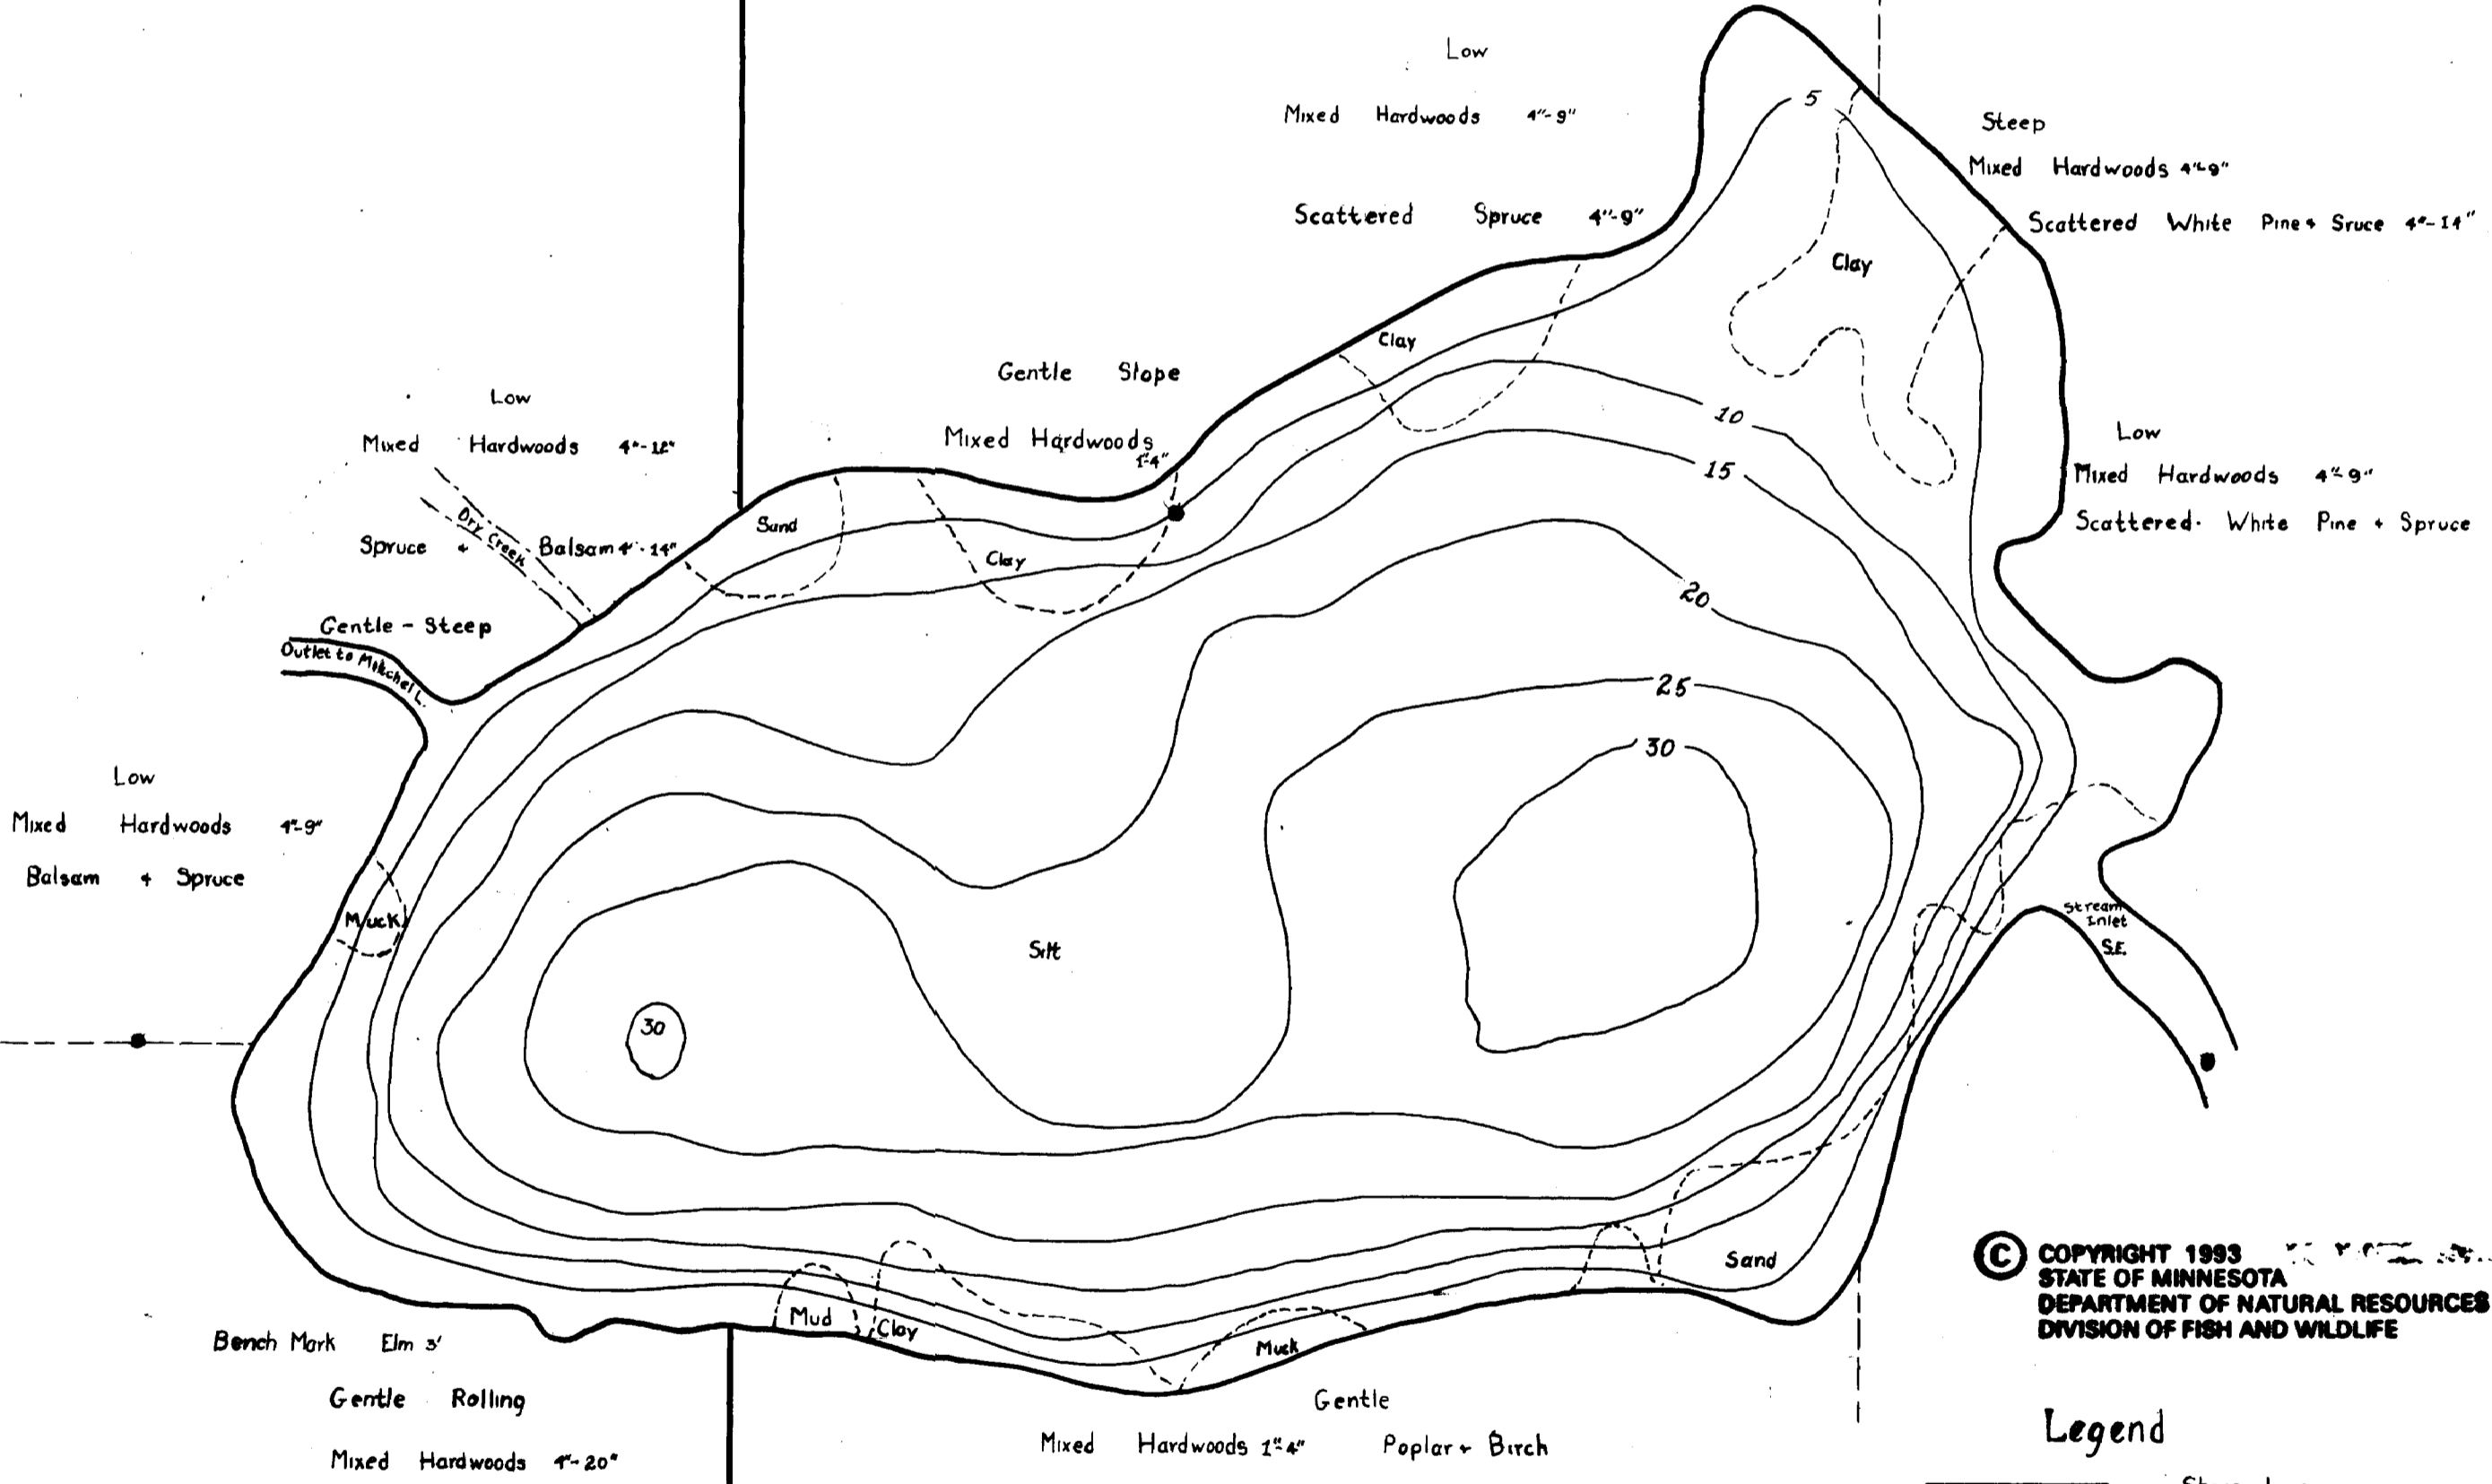 Low
Mixed Hardwoods 4"-9"
Scattered Spruce 4"-9"
5
Steep
Mixed Hardwoods 4"-9"
Scattered White Pine + Sruce 4"-14"
Clay
Clay
Gentle Slope
Mixed Hardwoods
1"-4"
Low
Mixed Hardwoods 4"-12"
Spruce + Balsam 4"-14"
Dry Creek
Sand
Clay
10
15
Low
Mixed Hardwoods 4"-9"
Scattered White Pine + Spruce
Gentle - Steep
Outlet to Mitchel L.
20
25
30
Low
Mixed Hardwoods 4"-9"
Balsam + Spruce
Muck
Silt
Stream
Inlet
S.E.
30
Sand
© COPYRIGHT 1993
STATE OF MINNESOTA
DEPARTMENT OF NATURAL RESOURCES
DIVISION OF FISH AND WILDLIFE
Mud
Clay
Muck
Bench Mark Elm 3'
Gentle Rolling
Mixed Hardwoods 4"-20"
Gentle
Mixed Hardwoods 1"-4" Poplar + Birch
Legend